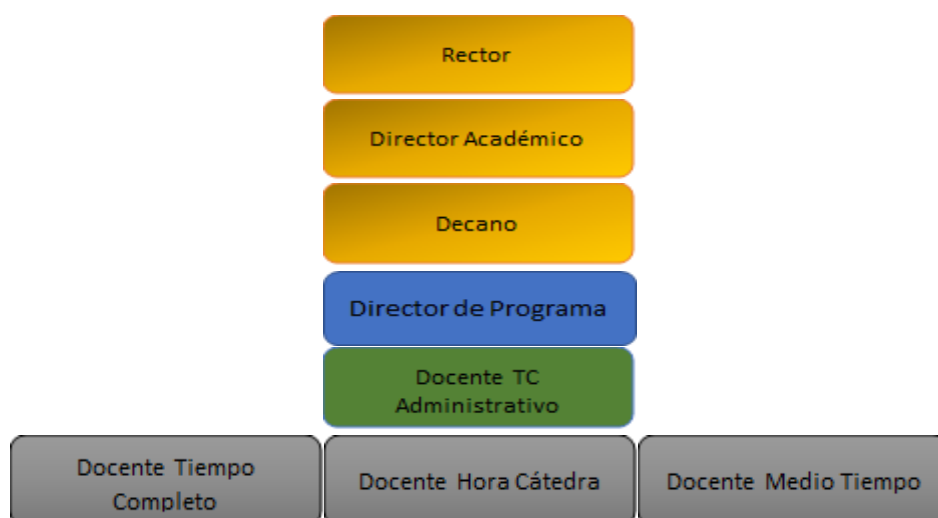 Rector
Director Académico
Decano
Director de Programa
Docente TC
Administrativo
Docente Tiempo
Completo
Docente Hora Cátedra
Docente Medio Tiempo